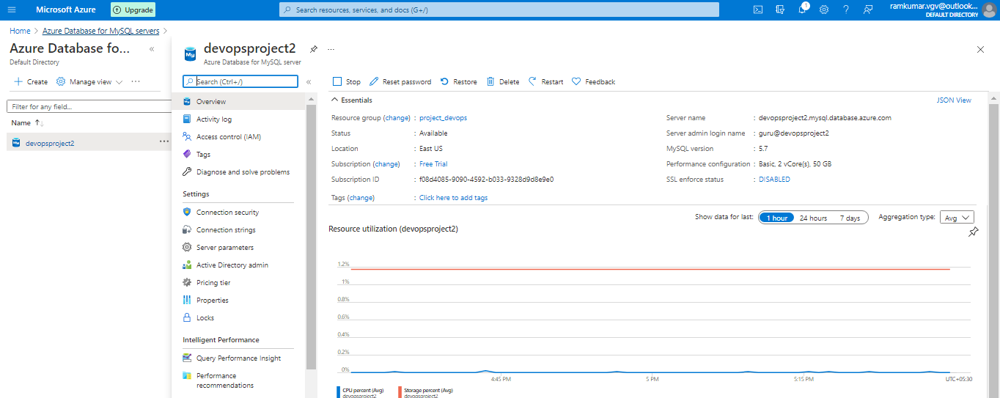 Microsoft Azure
Upgrade
Search resources, services, and docs (G+/)
1
ramkumar.vgv@outlook...
DEFAULT DIRECTORY
Home > Azure Database for MySQL servers >
Azure Database fo... «
Default Directory
Create Manage view ...
Filter for any field...
Name ↑↓
devopsproject2 ...
My
devopsproject2 ...
Azure Database for MySQL server
Search (Ctrl+/) «
Overview
Activity log
Access control (IAM)
Tags
Diagnose and solve problems
Settings
Connection security
Connection strings
Server parameters
Active Directory admin
Pricing tier
Properties
Locks
Intelligent Performance
Query Performance Insight
Performance
recommendations
Stop Reset password Restore Delete Restart Feedback
Essentials JSON View
Resource group (change) : project_devops
Status : Available
Location : East US
Subscription (change) : Free Trial
Subscription ID : f08d4085-9090-4592-b033-9328d9d8e9e0
Tags (change) : Click here to add tags
Server name : devopsproject2.mysql.database.azure.com
Server admin login name : guru@devopsproject2
MySQL version : 5.7
Performance configuration : Basic, 2 vCore(s), 50 GB
SSL enforce status : DISABLED
Show data for last: 1 hour 24 hours 7 days Aggregation type: Avg
Resource utilization (devopsproject2)
1.2%
1%
0.8%
0.6%
0.4%
0.2%
0%
4:45 PM 5 PM 5:15 PM UTC+05:30
CPU percent (Avg)
devopsproject2
Storage percent (Avg)
devopsproject2